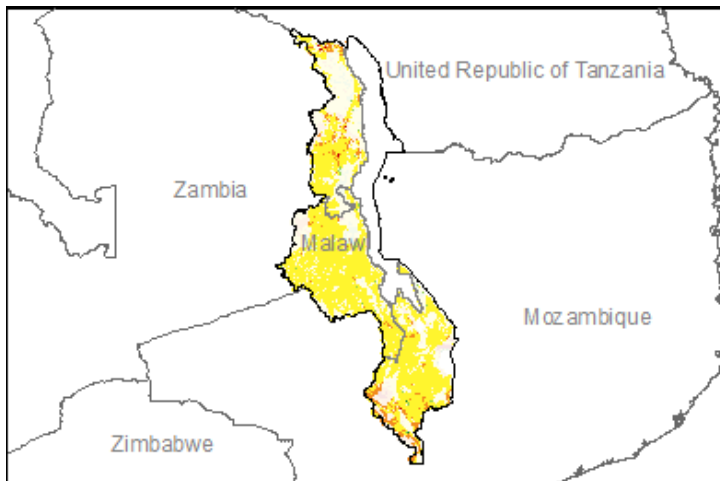 United Republic of Tanzania
Zambia
Malawi
Mozambique
Zimbabwe